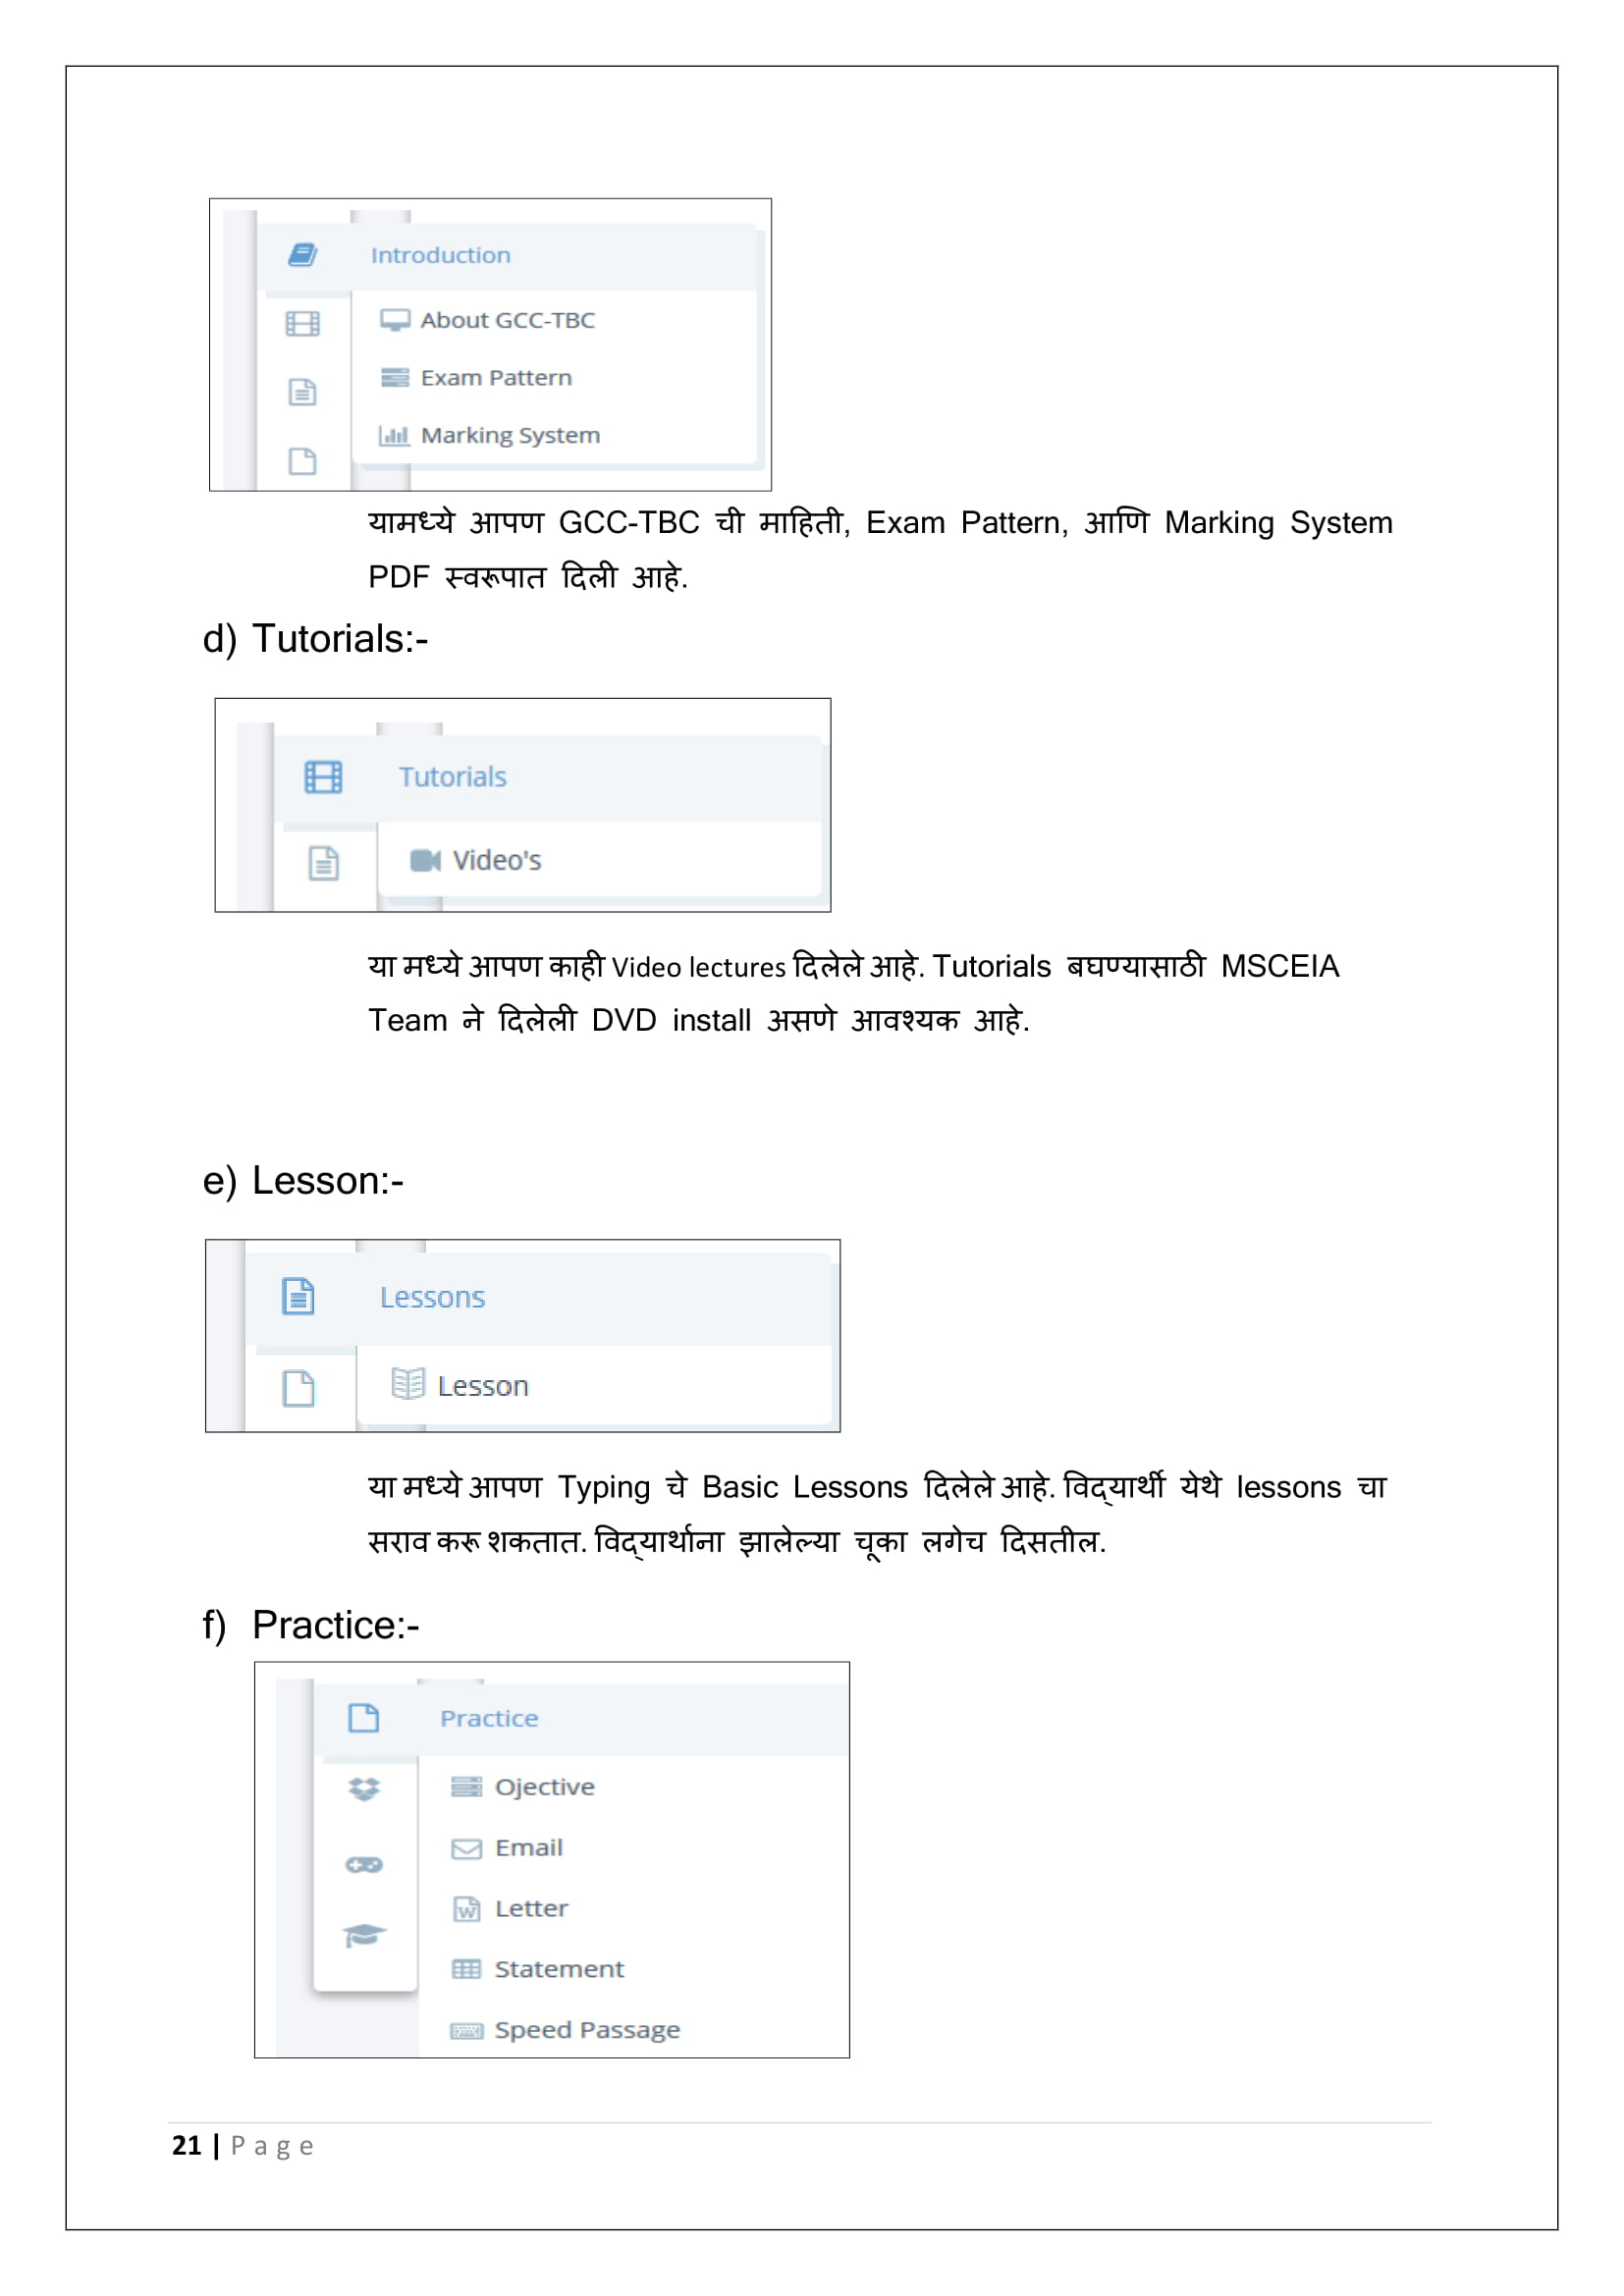 Introduction
About GCC-TBC
Exam Pattern
Marking System
यामध्ये आपण GCC-TBC ची माहिती, Exam Pattern, आणि Marking System
PDF स्वरूपात दिली आहे.
d) Tutorials:-
Tutorials
Video's
या मध्ये आपण काही Video lectures दिलेले आहे. Tutorials बघण्यासाठी MSCEIA
Team ने दिलेली DVD install असणे आवश्यक आहे.
e) Lesson:-
Lessons
Lesson
या मध्ये आपण Typing चे Basic Lessons दिलेले आहे. विद्यार्थी येथे lessons चा
सराव करू शकतात. विद्यार्थाना झालेल्या चूका लगेच दिसतील.
f) Practice:-
Practice
Ojective
Email
Letter
Statement
Speed Passage
21 | Page